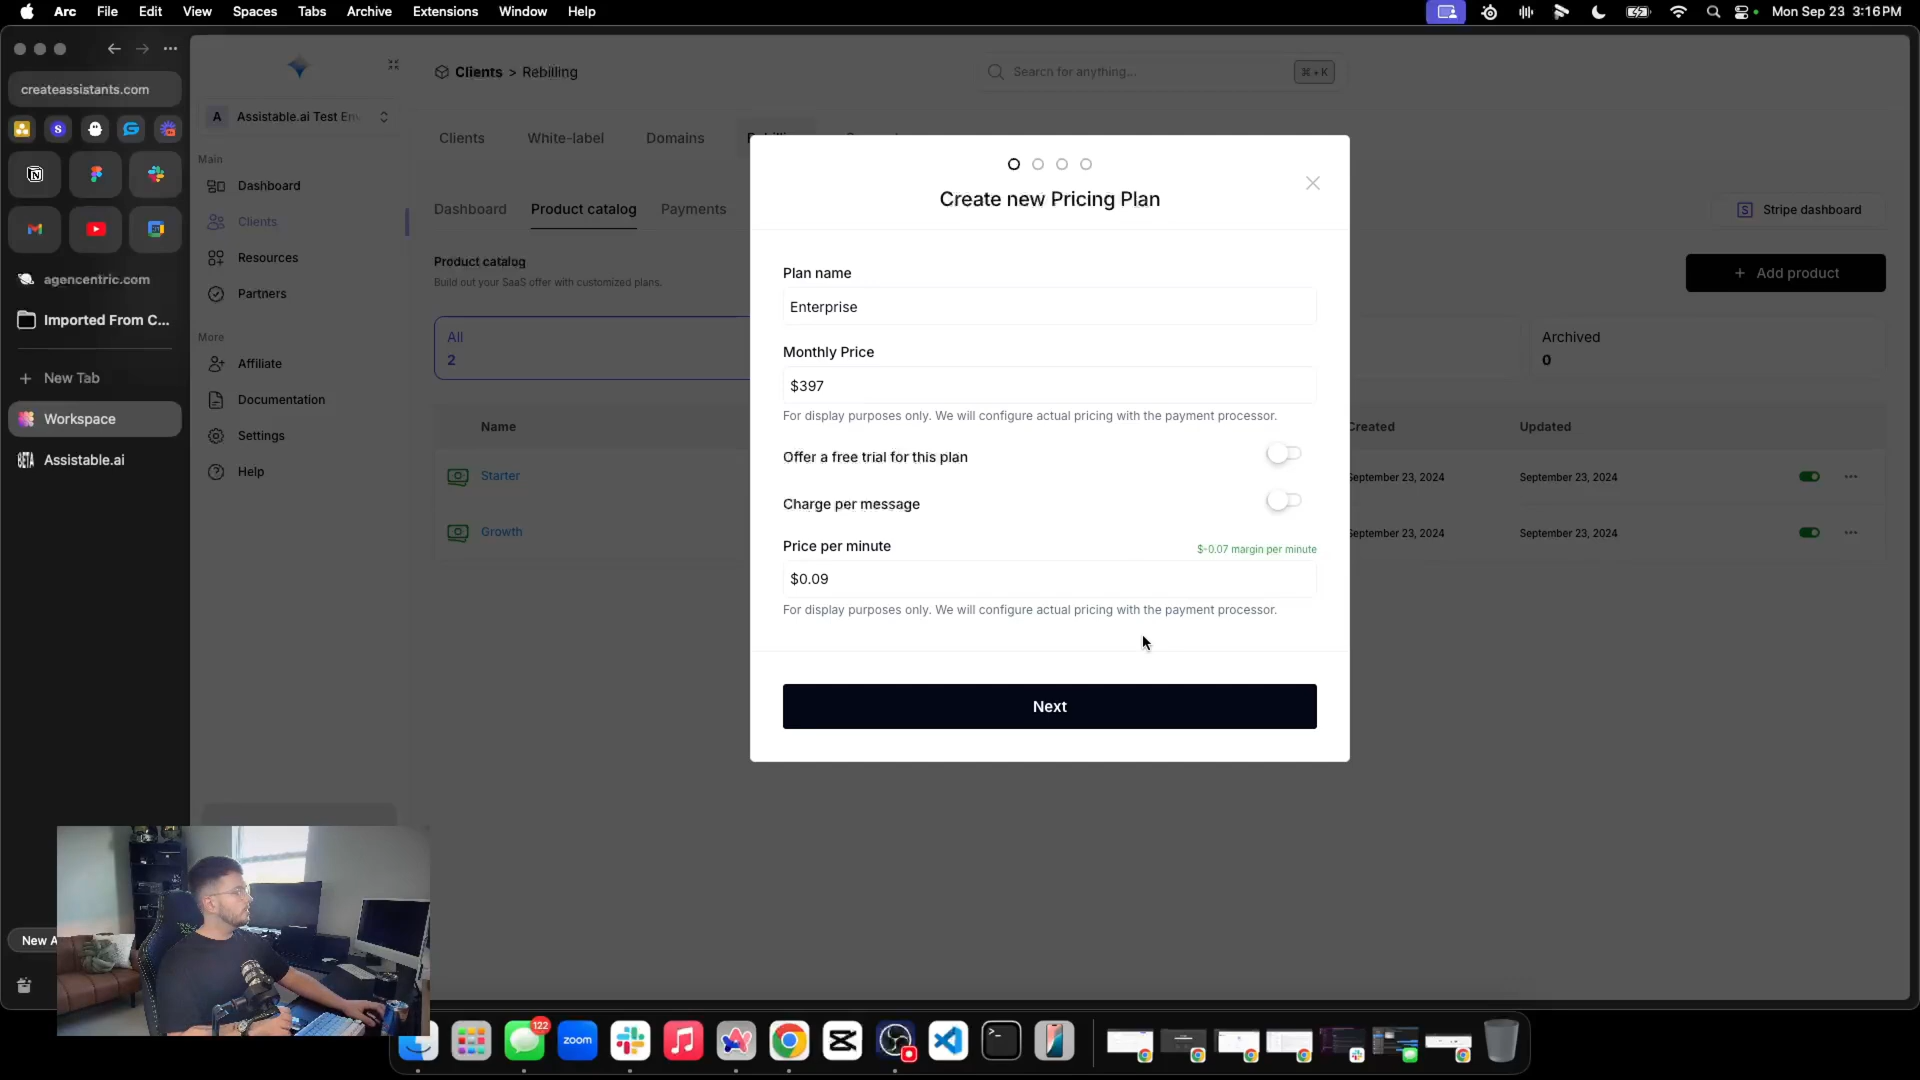 Arc File Edit View Spaces Tabs Archive Extensions Window Help
Mon Sep 23 3:16 PM
createassistants.com
agencentric.com
Imported From C...
New Tab
Workspace
BETA
Assistable.ai
New A
A Assistable.ai Test En
Main
Dashboard
Clients
Resources
Partners
More
Affiliate
Documentation
Settings
Help
Clients > Rebilling
Search for anything...
⌘ + K
Clients White-label Domains
Dashboard Product catalog Payments
S Stripe dashboard
Product catalog
Build out your SaaS offer with customized plans.
+ Add product
All
2
Archived
0
Name
Created
Updated
Starter
September 23, 2024
September 23, 2024
Growth
September 23, 2024
September 23, 2024
Create new Pricing Plan
Plan name
Enterprise
Monthly Price
$397
For display purposes only. We will configure actual pricing with the payment processor.
Offer a free trial for this plan
Charge per message
Price per minute
$-0.07 margin per minute
$0.09
For display purposes only. We will configure actual pricing with the payment processor.
Next
122
zoom